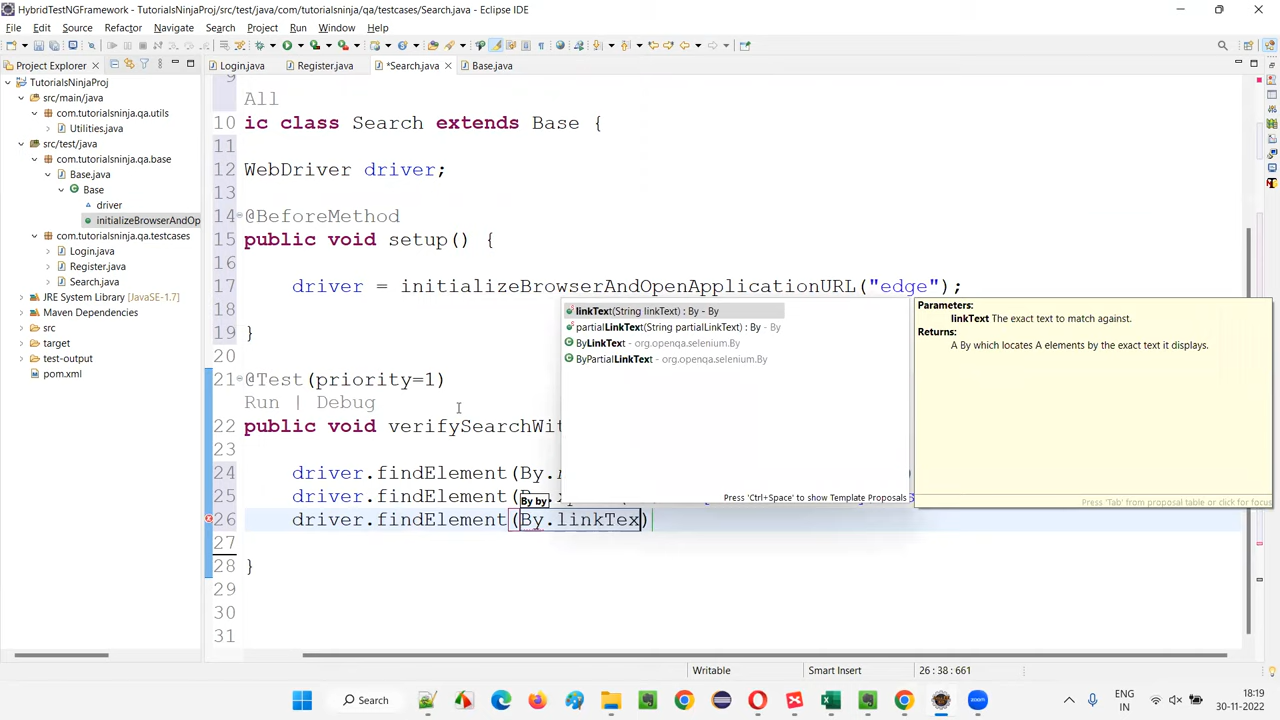 HybridTestNGFramework - TutorialsNinjaProj/src/test/java/com/tutorialsninja/qa/testcases/Search.java - Eclipse IDE
File Edit Source Refactor Navigate Search Project Run Window Help
Project Explorer
Login.java Register.java *Search.java Base.java
TutorialsNinjaProj
src/main/java
com.tutorialsninja.qa.utils
Utilities.java
src/test/java
com.tutorialsninja.qa.base
Base.java
Base
driver
initializeBrowserAndOp
com.tutorialsninja.qa.testcases
Login.java
Register.java
Search.java
JRE System Library [JavaSE-1.7]
Maven Dependencies
src
target
test-output
pom.xml
9
All
10 ic class Search extends Base {
11
12 WebDriver driver;
13
14 @BeforeMethod
15 public void setup() {
16
17 driver = initializeBrowserAndOpenApplicationURL("edge");
18
19 }
20
21 @Test(priority=1)
Run | Debug
22 public void verifySearchWit
23
24 driver.findElement(By.
25 driver.findElement(
26 driver.findElement(By.linkTex)
27
28 }
29
30
31
linkText(String linkText) : By - By
partialLinkText(String partialLinkText) : By - By
ByLinkText - org.openqa.selenium.By
ByPartialLinkText - org.openqa.selenium.By
Press 'Ctrl+Space' to show Template Proposals
By by
Parameters:
linkText The exact text to match against.
Returns:
A By which locates A elements by the exact text it displays.
Press 'Tab' from proposal table or click for focus
Writable Smart Insert 26 : 38 : 661
Search
ENG
IN
18:19
30-11-2022